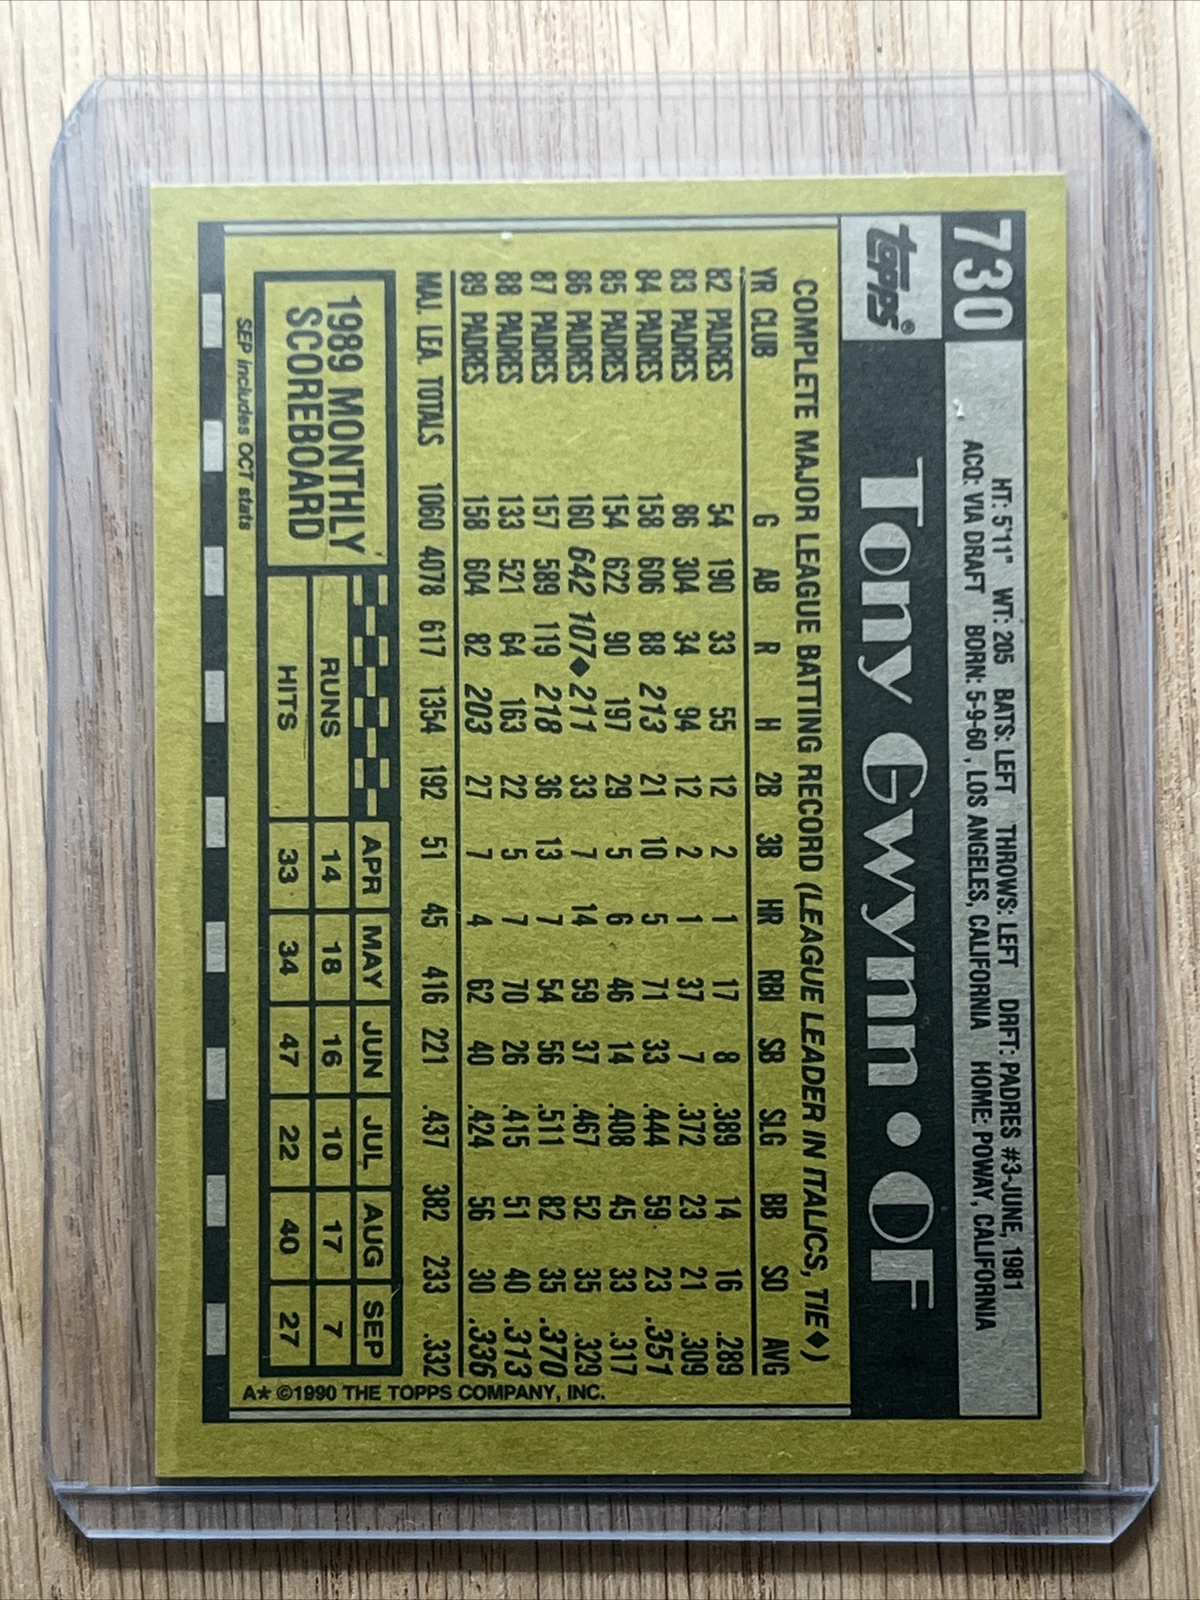 730
HT: 5'11" WT: 205 BATS: LEFT THROWS: LEFT DRFT: PADRES #3-JUNE, 1981
ACQ: VIA DRAFT BORN: 5-9-60, LOS ANGELES, CALIFORNIA HOME: POWAY, CALIFORNIA
topps®
Tony Gwynn • OF
COMPLETE MAJOR LEAGUE BATTING RECORD (LEAGUE LEADER IN ITALICS, TIE◆)
YR CLUB G AB R H 2B 3B HR RBI SB SLG BB SO AVG
82 PADRES 54 190 33 55 12 2 1 17 8 .389 14 16 .289
83 PADRES 86 304 34 94 12 2 1 37 7 .372 23 21 .309
84 PADRES 158 606 88 213 21 10 5 71 33 .444 59 23 .351
85 PADRES 154 622 90 197 29 5 6 46 14 .408 45 33 .317
86 PADRES 160 642 107◆ 211 33 7 14 59 37 .467 52 35 .329
87 PADRES 157 589 119 218 36 13 7 54 56 .511 82 35 .370
88 PADRES 133 521 64 163 22 5 7 70 26 .415 51 40 .313
89 PADRES 158 604 82 203 27 7 4 62 40 .424 56 30 .336
MAJ. LEA. TOTALS 1060 4078 617 1354 192 51 45 416 221 .437 382 233 .332
1989 MONTHLY
SCOREBOARD
APR MAY JUN JUL AUG SEP
RUNS 14 18 16 10 17 7
HITS 33 34 47 22 40 27
SEP includes OCT stats
A* ©1990 THE TOPPS COMPANY, INC.